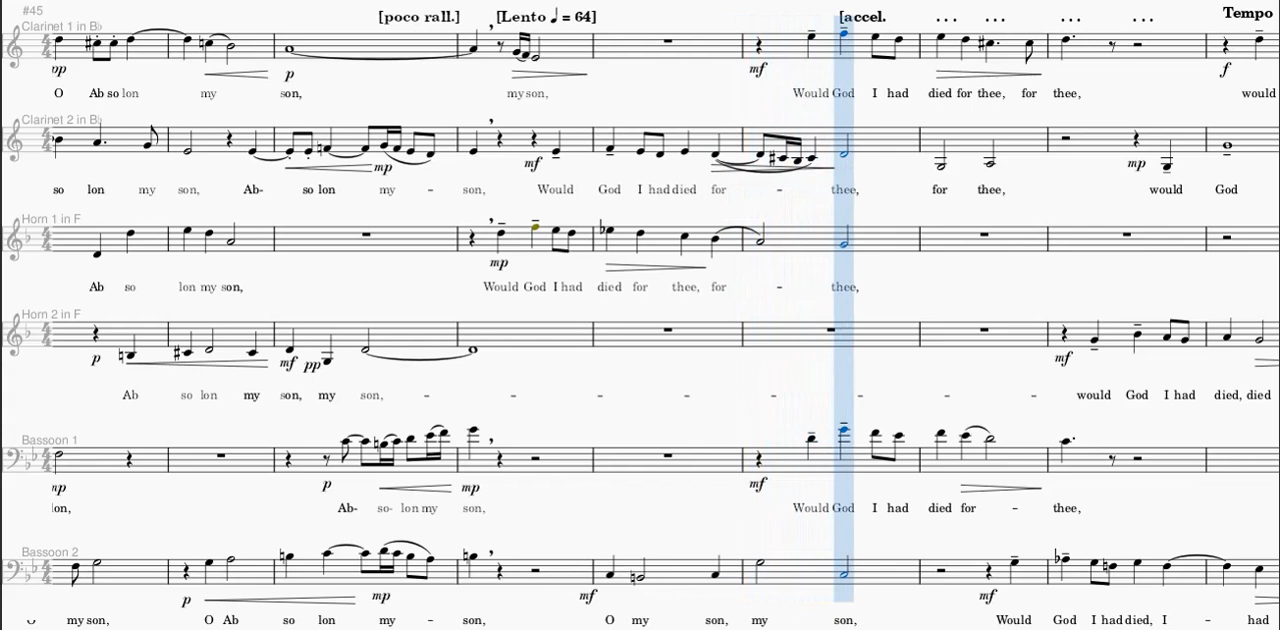 #45 [poco rall.] [Lento ♩ = 64] [accel. ... ... ... ... Tempo
Clarinet 1 in B♭
pp p mf f
O Ab so lon my son, my son, Would God I had died for thee, for thee, would
Clarinet 2 in B♭
mp mf mp
so lon my son, Ab- so lon my - son, Would God I had died for - thee, for thee, would God
Horn 1 in F
mp
Ab so lon my son, Would God I had died for thee, for - thee,
Horn 2 in F
p mf pp mf
Ab so lon my son, my son, - - - - - - - - would God I had died, died
Bassoon 1
mp p mp mf
lon, Ab- so- lon my son, Would God I had died for - thee,
Bassoon 2
p mp mf mf
my son, O Ab so lon my - son, O my son, my son, Would God I had died, I - had